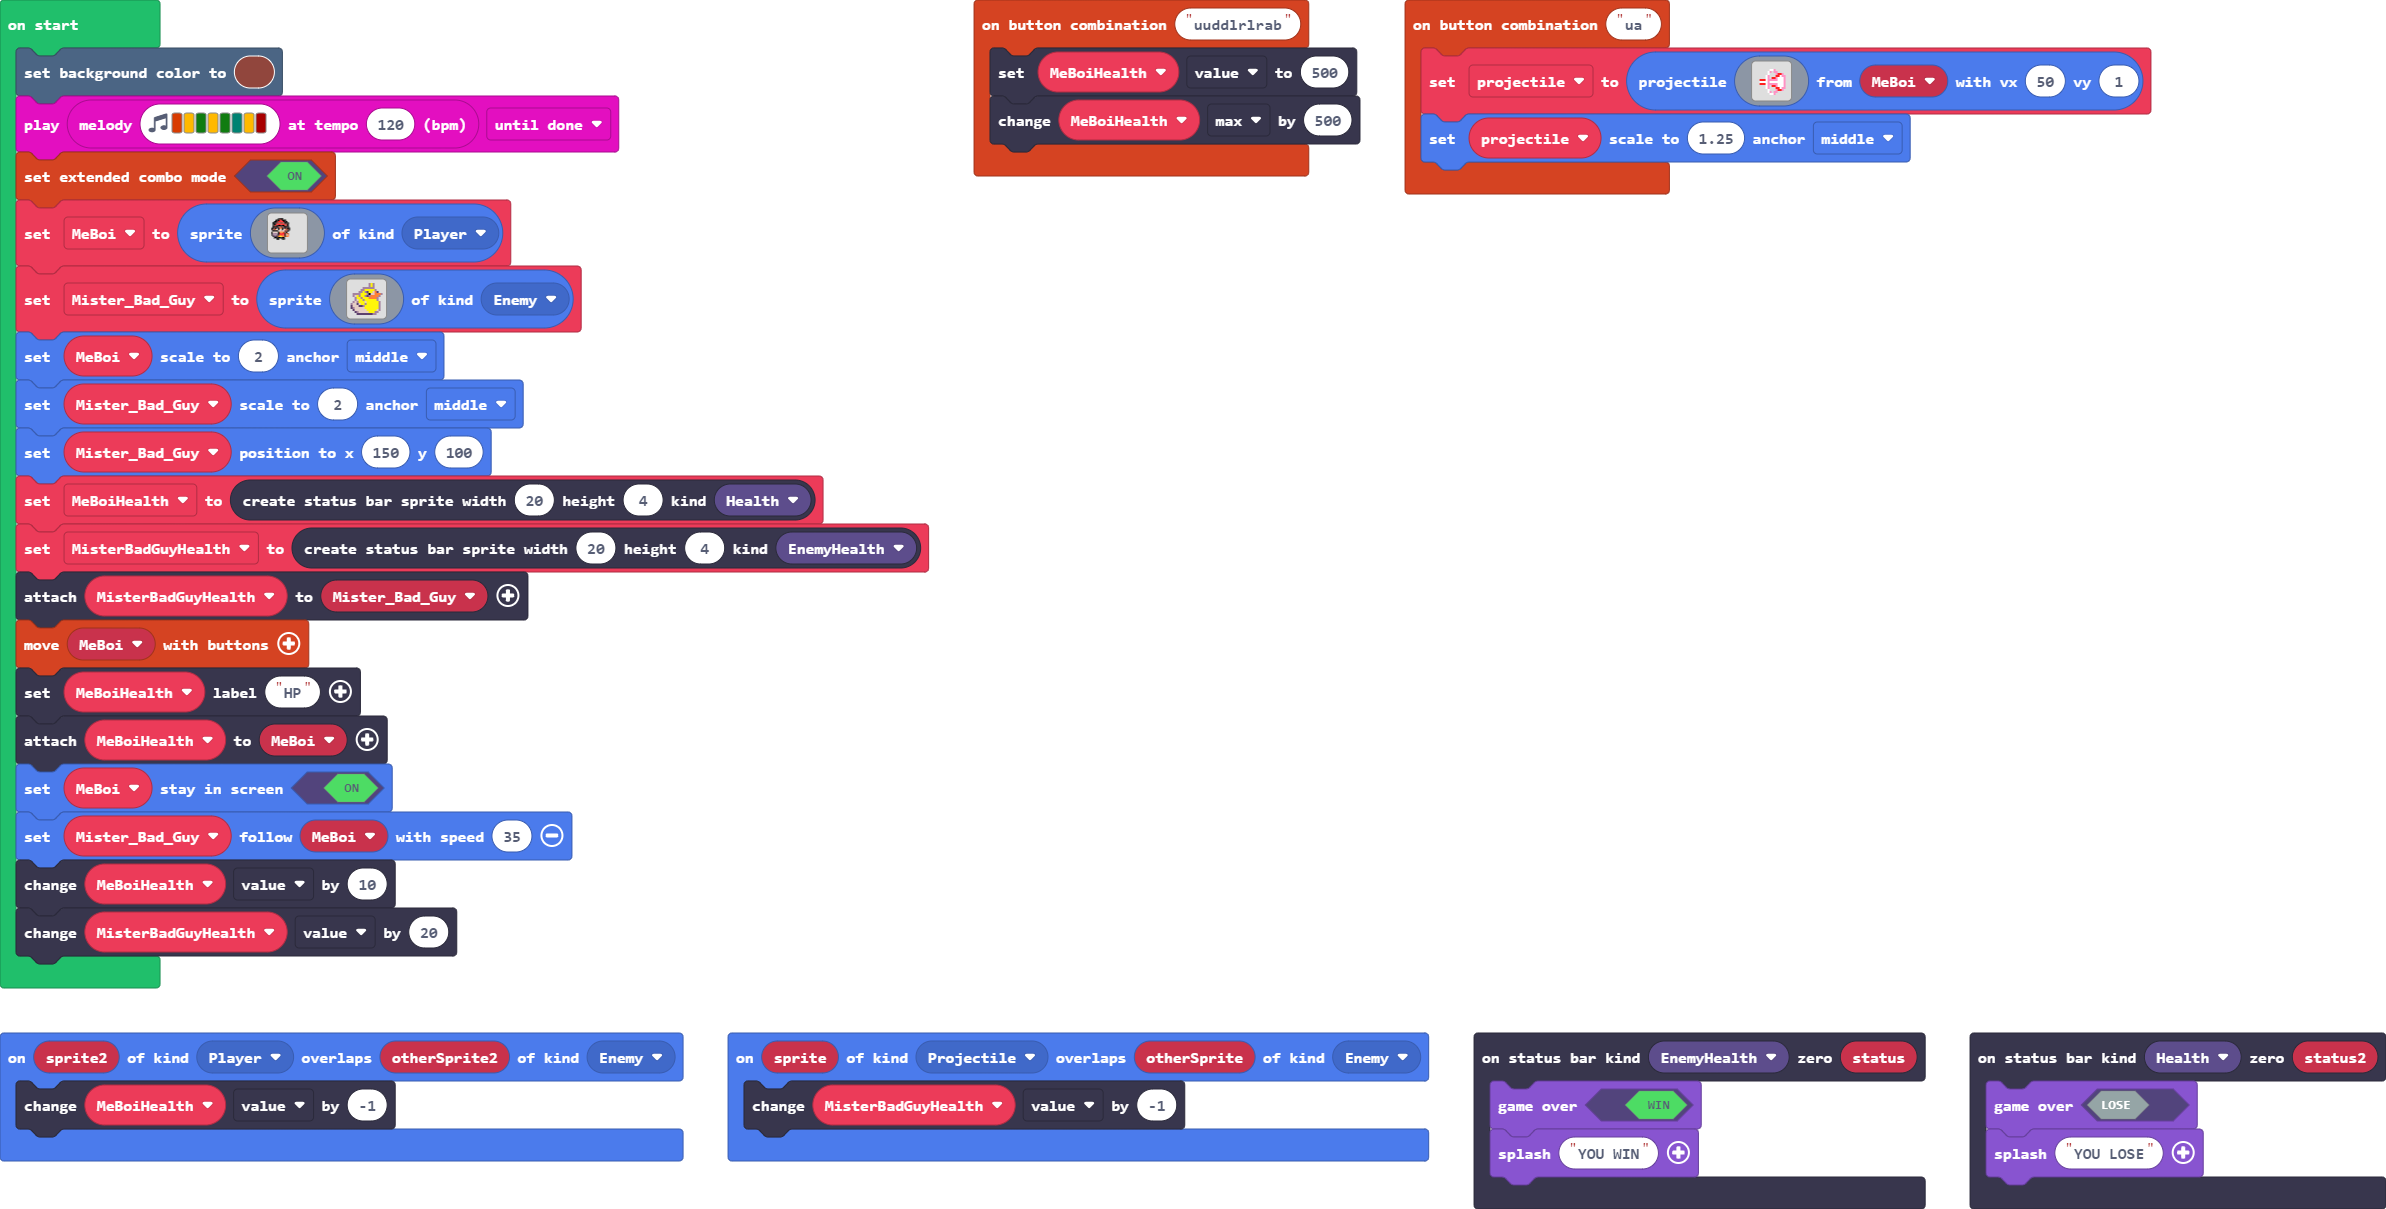 on start
set background color to
play melody at tempo 120 (bpm) until done
set extended combo mode ON
set MeBoi to sprite of kind Player
set Mister_Bad_Guy to sprite of kind Enemy
set MeBoi scale to 2 anchor middle
set Mister_Bad_Guy scale to 2 anchor middle
set Mister_Bad_Guy position to x 150 y 100
set MeBoiHealth to create status bar sprite width 20 height 4 kind Health
set MisterBadGuyHealth to create status bar sprite width 20 height 4 kind EnemyHealth
attach MisterBadGuyHealth to Mister_Bad_Guy
move MeBoi with buttons
set MeBoiHealth label "HP"
attach MeBoiHealth to MeBoi
set MeBoi stay in screen ON
set Mister_Bad_Guy follow MeBoi with speed 35
change MeBoiHealth value by 10
change MisterBadGuyHealth value by 20
on button combination "uuddlrlrab"
set MeBoiHealth value to 500
change MeBoiHealth max by 500
on button combination "ua"
set projectile to projectile from MeBoi with vx 50 vy 1
set projectile scale to 1.25 anchor middle
on sprite2 of kind Player overlaps otherSprite2 of kind Enemy
change MeBoiHealth value by -1
on sprite of kind Projectile overlaps otherSprite of kind Enemy
change MisterBadGuyHealth value by -1
on status bar kind EnemyHealth zero status
game over WIN
splash "YOU WIN"
on status bar kind Health zero status2
game over LOSE
splash "YOU LOSE"